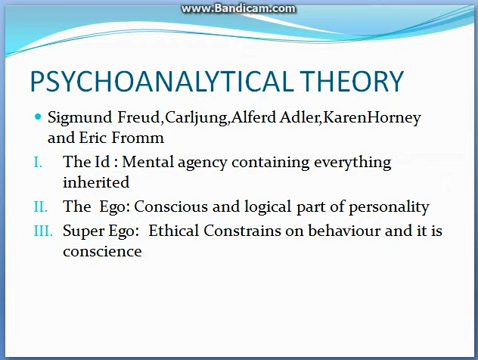 www.Bandicam.com
PSYCHOANALYTICAL THEORY
• Sigmund Freud,Carljung,Alferd Adler,KarenHorney
and Eric Fromm
I. The Id : Mental agency containing everything
inherited
II. The Ego: Conscious and logical part of personality
III. Super Ego: Ethical Constrains on behaviour and it is
conscience